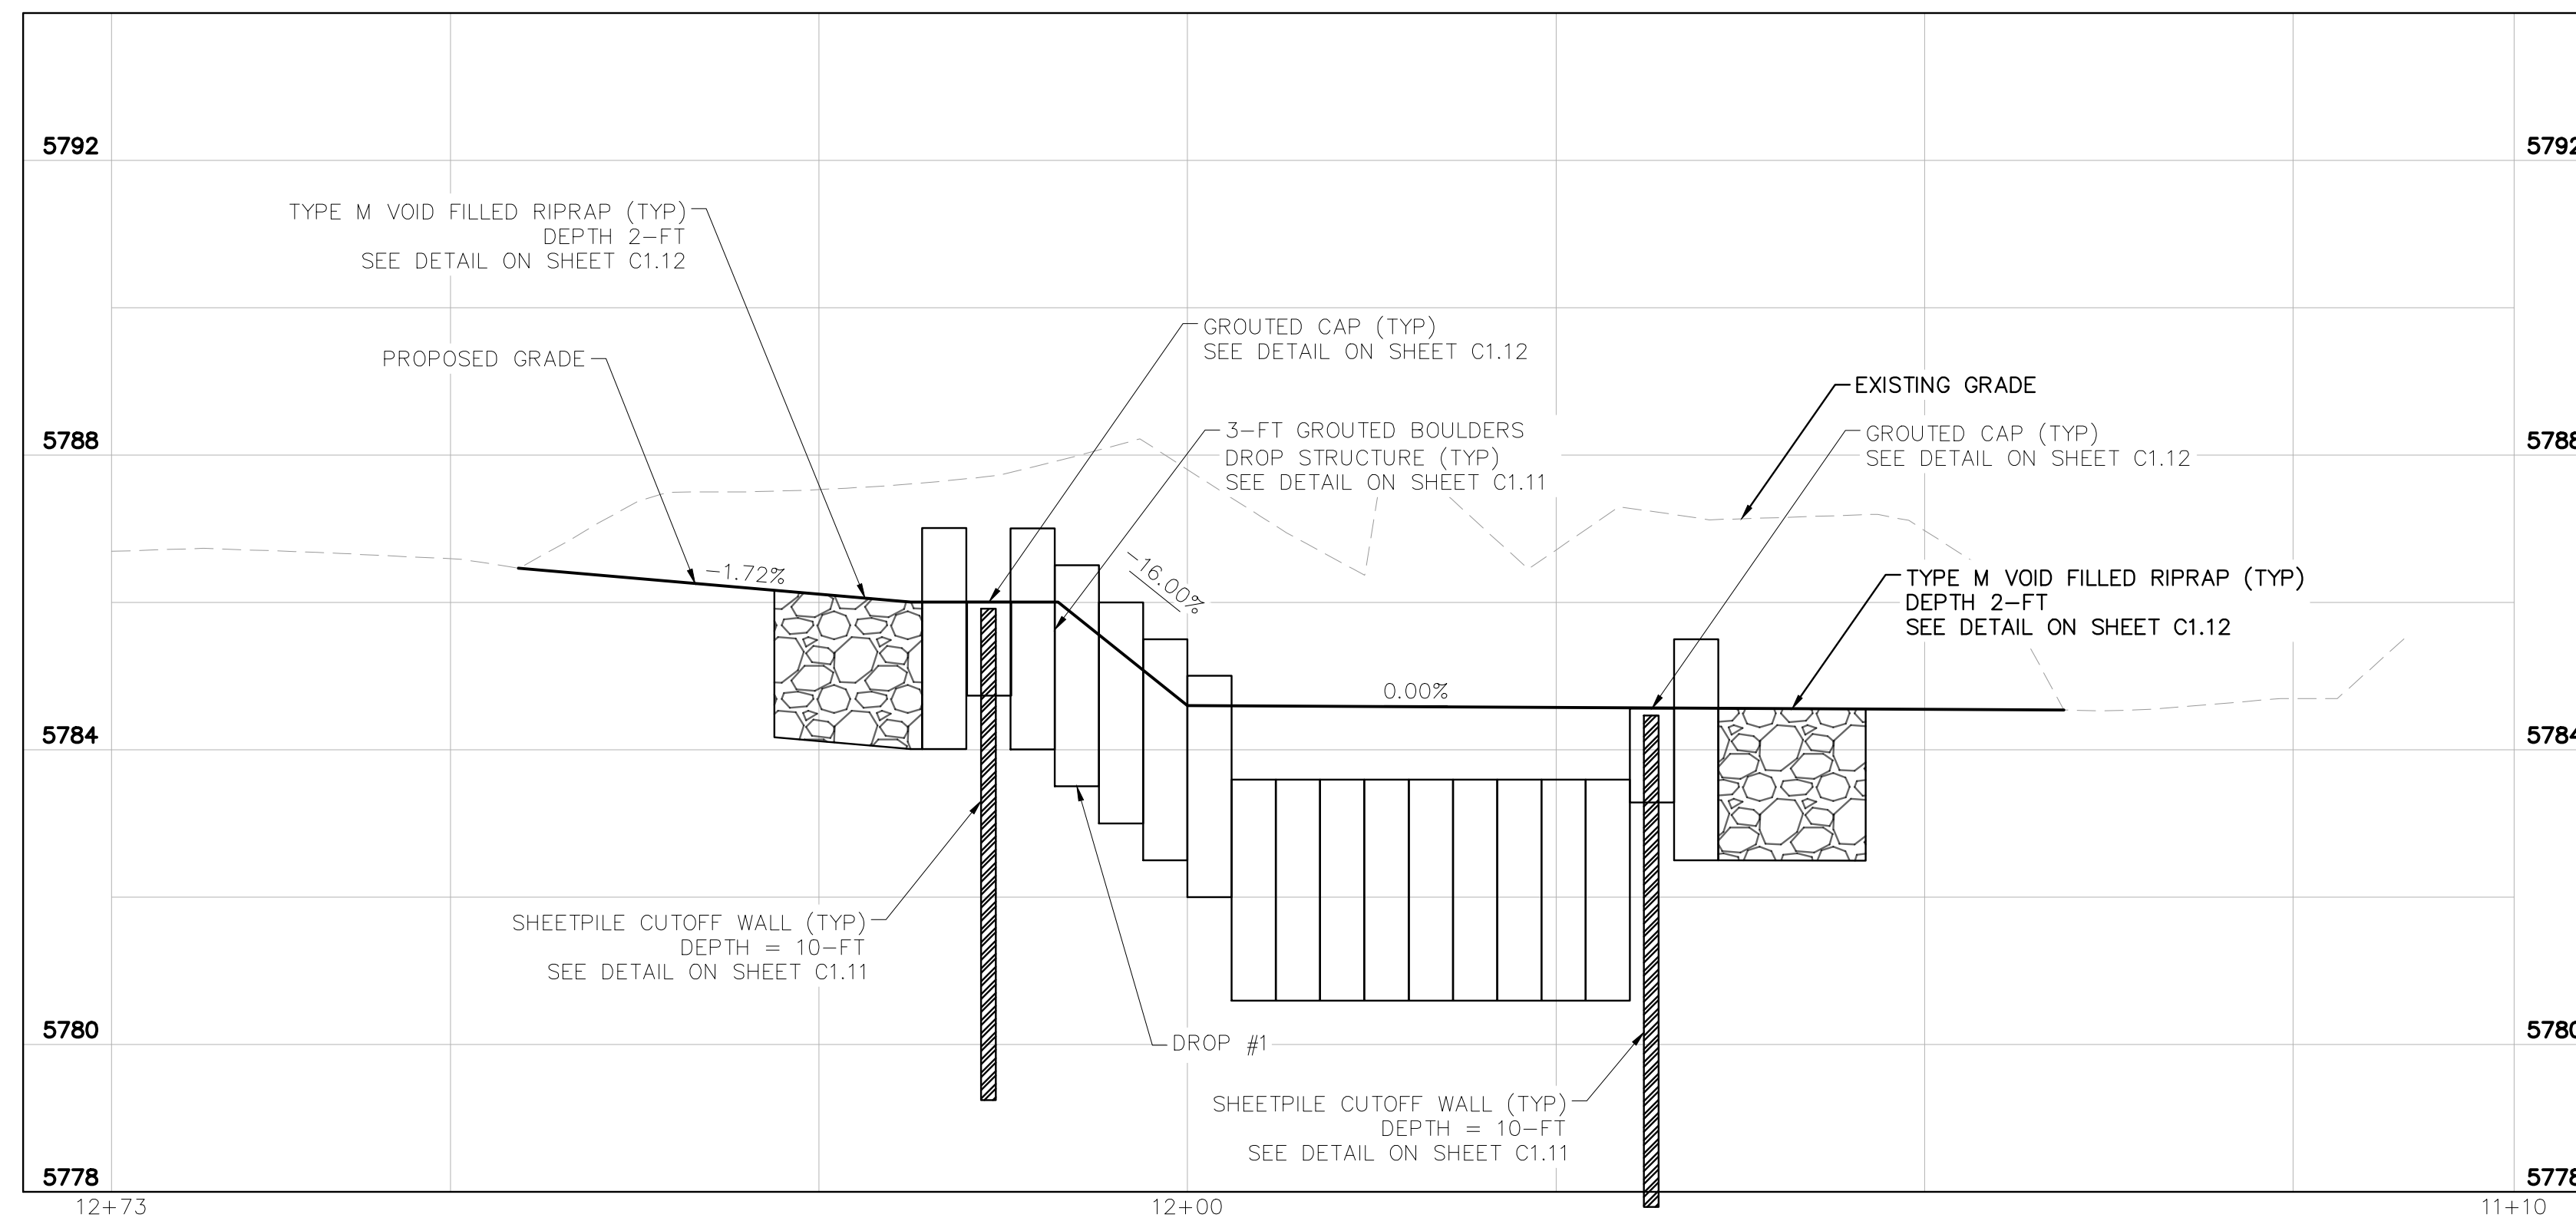 5792
5792
TYPE M VOID FILLED RIPRAP (TYP)
DEPTH 2-FT
SEE DETAIL ON SHEET C1.12
GROUTED CAP (TYP)
SEE DETAIL ON SHEET C1.12
PROPOSED GRADE
EXISTING GRADE
5788
3-FT GROUTED BOULDERS
DROP STRUCTURE (TYP)
SEE DETAIL ON SHEET C1.11
GROUTED CAP (TYP)
SEE DETAIL ON SHEET C1.12
5788
-1.72%
-16.00%
TYPE M VOID FILLED RIPRAP (TYP)
DEPTH 2-FT
SEE DETAIL ON SHEET C1.12
0.00%
5784
5784
SHEETPILE CUTOFF WALL (TYP)
DEPTH = 10-FT
SEE DETAIL ON SHEET C1.11
5780
DROP #1
5780
SHEETPILE CUTOFF WALL (TYP)
DEPTH = 10-FT
SEE DETAIL ON SHEET C1.11
5778
5778
12+73
12+00
11+10